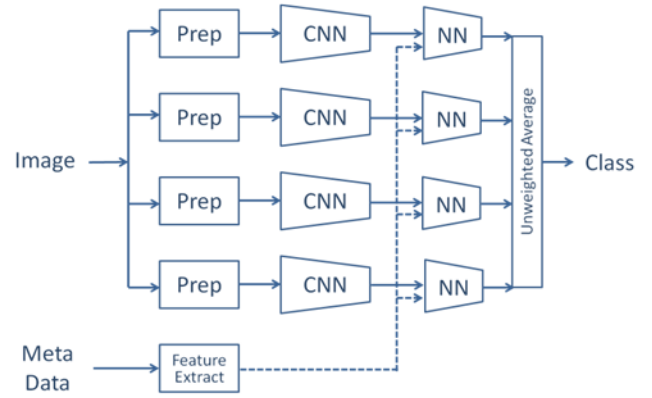 Prep CNN NN
Prep CNN NN
Image
Unweighted Average
Class
Prep CNN NN
Prep CNN NN
Meta
Data
Feature
Extract